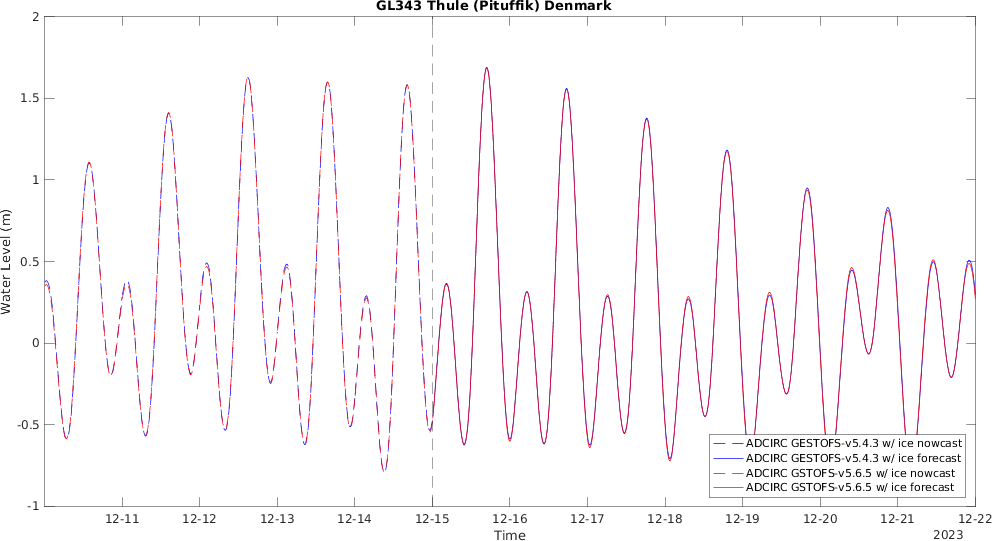 GL343 Thule (Pituffik) Denmark
2
1.5
1
0.5
0
-0.5
-1
Water Level (m)
ADCIRC GESTOFS-v5.4.3 w/ ice nowcast
ADCIRC GESTOFS-v5.4.3 w/ ice forecast
ADCIRC GSTOFS-v5.6.5 w/ ice nowcast
ADCIRC GSTOFS-v5.6.5 w/ ice forecast
12-11 12-12 12-13 12-14 12-15 12-16 12-17 12-18 12-19 12-20 12-21 12-22
Time
2023